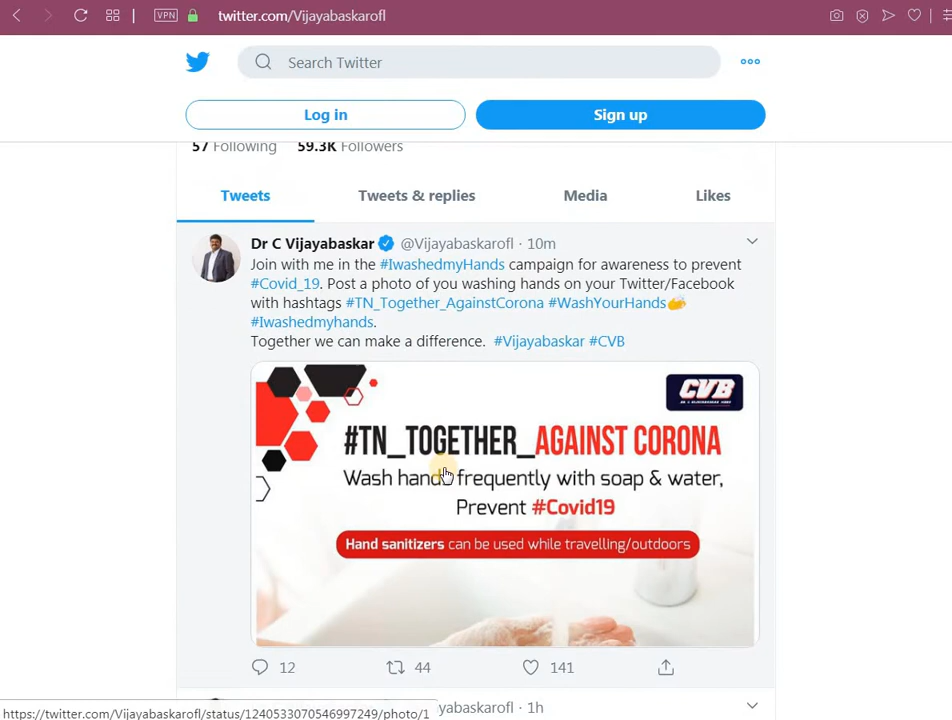 VPN twitter.com/Vijayabaskarofl
Search Twitter
Log in Sign up
57 Following 59.3K Followers
Tweets Tweets & replies Media Likes
Dr C Vijayabaskar @Vijayabaskarofl · 10m
Join with me in the #IwashedmyHands campaign for awareness to prevent
#Covid_19. Post a photo of you washing hands on your Twitter/Facebook
with hashtags #TN_Together_AgainstCorona #WashYourHands
#Iwashedmyhands.
Together we can make a difference. #Vijayabaskar #CVB
CVB
#TN_TOGETHER_AGAINST CORONA
Wash hands frequently with soap & water,
Prevent #Covid19
Hand sanitizers can be used while travelling/outdoors
12 44 141
yabaskarofl · 1h
https://twitter.com/Vijayabaskarofl/status/1240533070546997249/photo/1